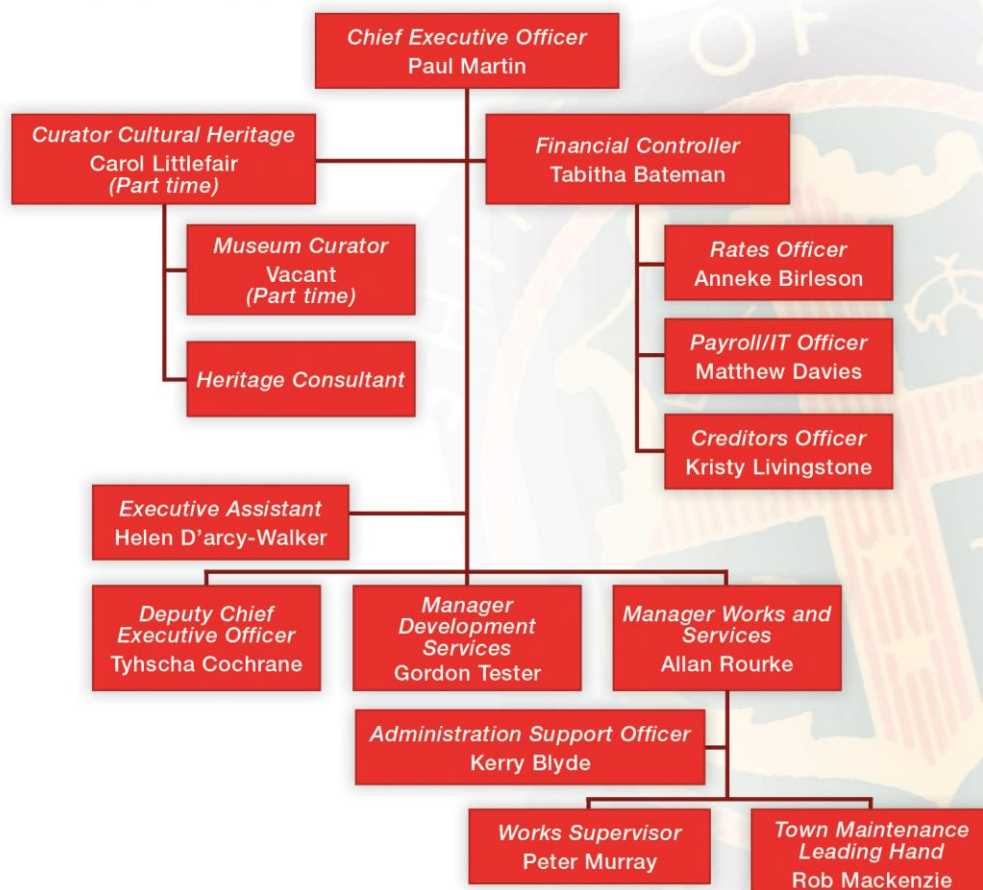 Chief Executive Officer
Paul Martin
Curator Cultural Heritage
Carol Littlefair
(Part time)
Financial Controller
Tabitha Bateman
Museum Curator
Vacant
(Part time)
Rates Officer
Anneke Birleson
Payroll/IT Officer
Matthew Davies
Heritage Consultant
Creditors Officer
Kristy Livingstone
Executive Assistant
Helen D'arcy-Walker
Deputy Chief
Executive Officer
Tyhscha Cochrane
Manager
Development
Services
Gordon Tester
Manager Works and
Services
Allan Rourke
Administration Support Officer
Kerry Blyde
Works Supervisor
Peter Murray
Town Maintenance
Leading Hand
Rob Mackenzie